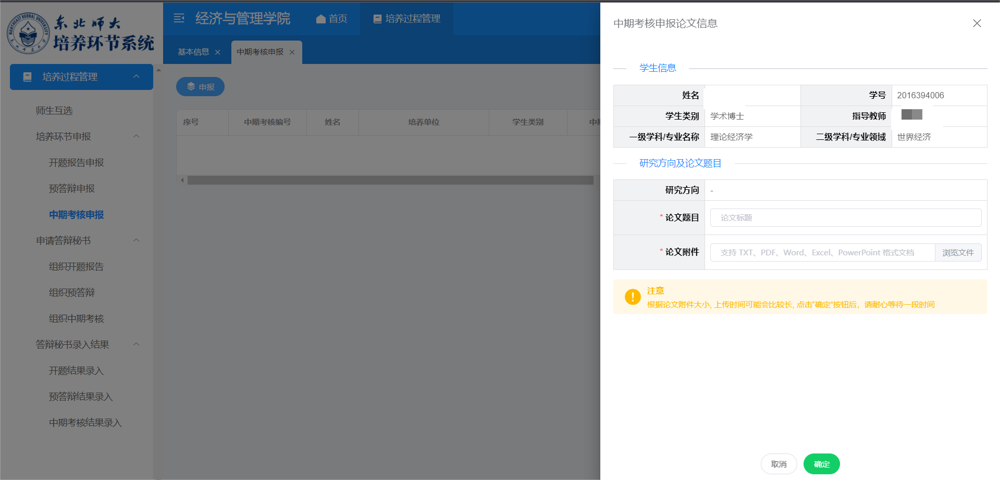 NORTHEAST NORMAL UNIVERSITY
东北师大
培养环节系统
经济与管理学院
首页
培养过程管理
基本信息
中期考核申报
培养过程管理
师生互选
培养环节申报
开题报告申报
预答辩申报
中期考核申报
申请答辩秘书
组织开题报告
组织预答辩
组织中期考核
答辩秘书录入结果
开题结果录入
预答辩结果录入
中期考核结果录入
申报
序号 中期考核编号 姓名 培养单位 学生类别
中期考核申报论文信息
学生信息
姓名 学号 2016394006
学生类别 学术博士 指导教师
一级学科/专业名称 理论经济学 二级学科/专业领域 世界经济
研究方向及论文题目
研究方向 -
* 论文题目 论文标题
* 论文附件 支持 TXT、PDF、Word、Excel、PowerPoint 格式文档 浏览文件
注意
根据论文附件大小, 上传时间可能会比较长, 点击“确定”按钮后，请耐心等待一段时间
取消 确定